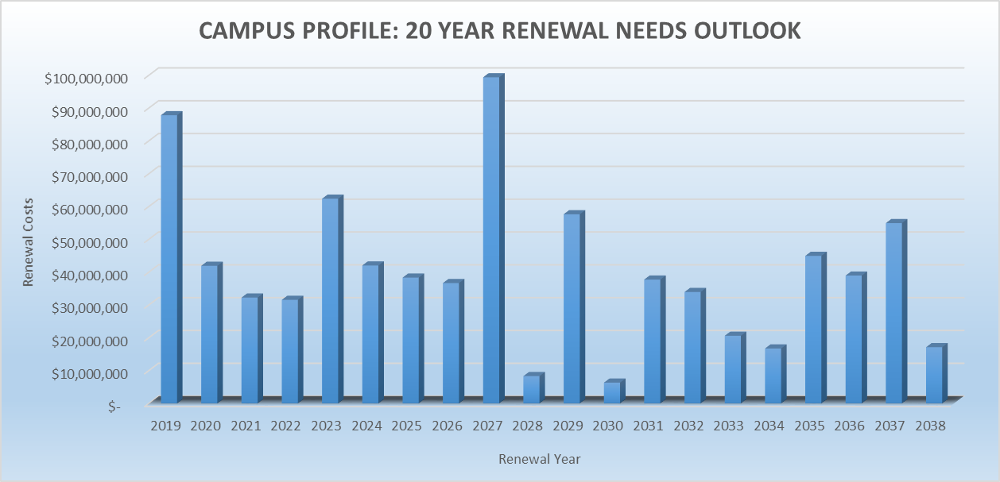 CAMPUS PROFILE: 20 YEAR RENEWAL NEEDS OUTLOOK
$100,000,000
$90,000,000
$80,000,000
$70,000,000
$60,000,000
$50,000,000
$40,000,000
$30,000,000
$20,000,000
$10,000,000
$-
Renewal Costs
2019 2020 2021 2022 2023 2024 2025 2026 2027 2028 2029 2030 2031 2032 2033 2034 2035 2036 2037 2038
Renewal Year